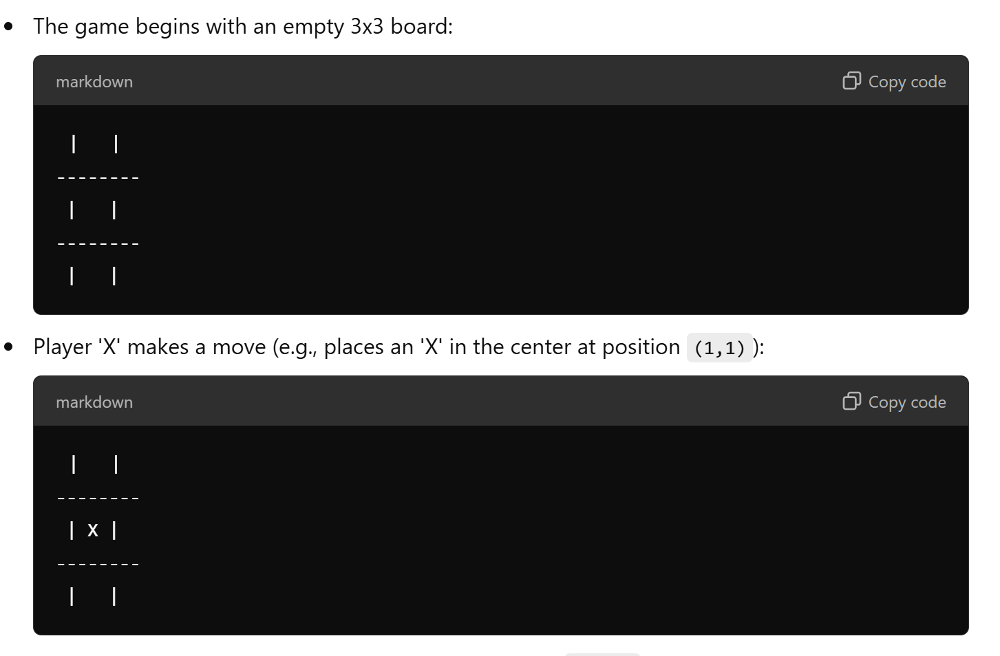 The game begins with an empty 3x3 board:
markdown
Copy code
 |   |
--------
 |   |
--------
 |   |
Player 'X' makes a move (e.g., places an 'X' in the center at position (1,1)):
markdown
Copy code
 |   |
--------
 | X |
--------
 |   |